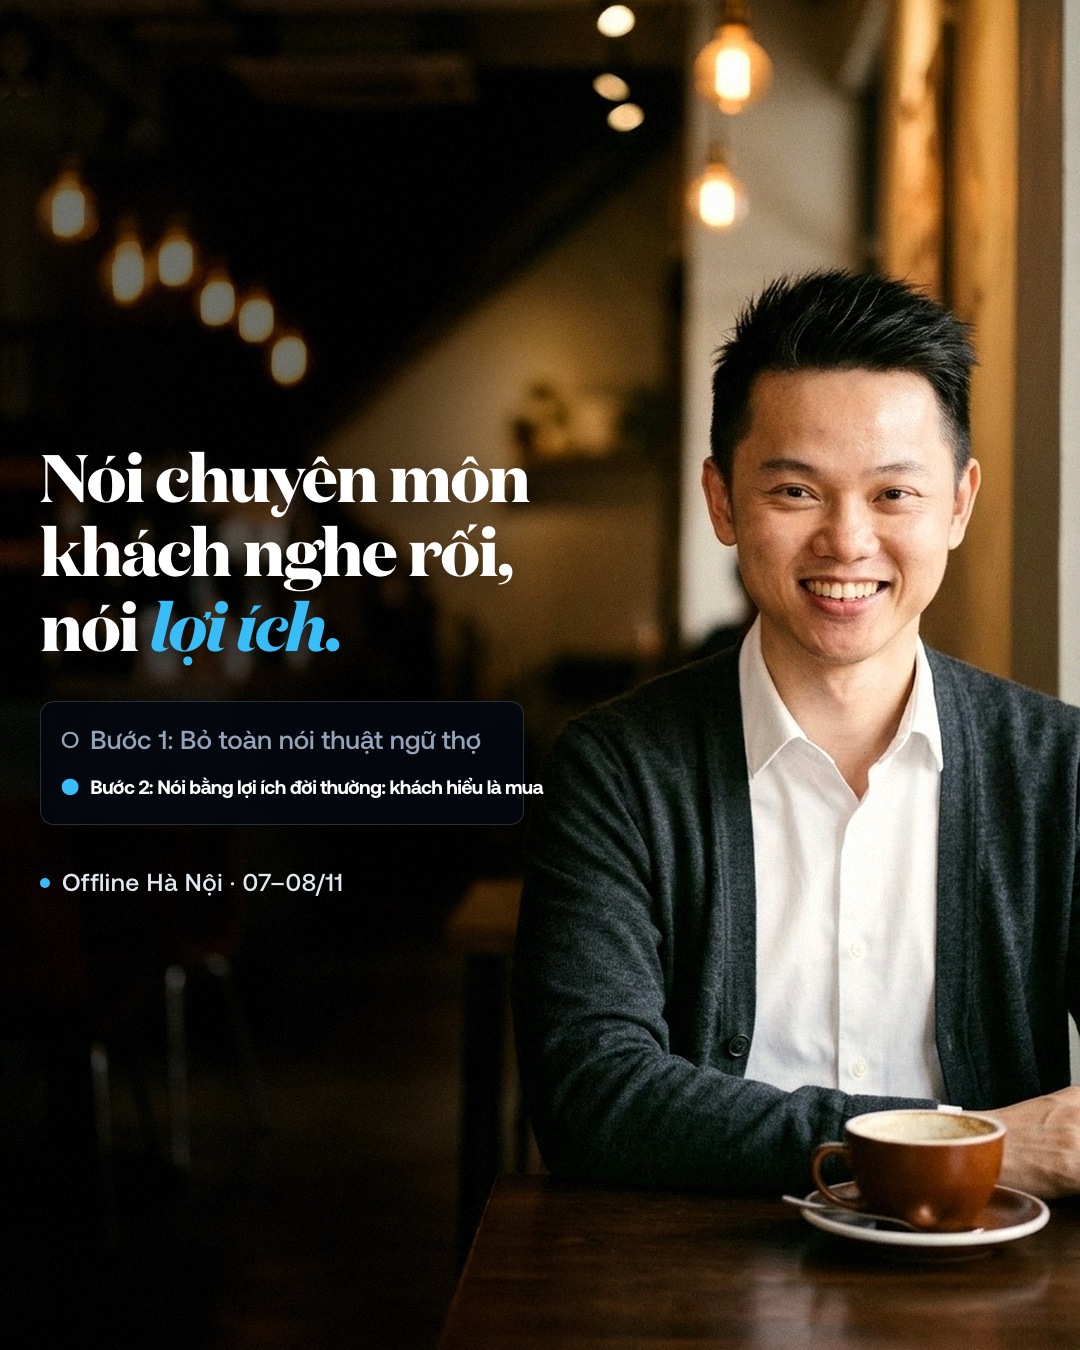 Nói chuyên môn
khách nghe rối,
nói lợi ích.
Bước 1: Bỏ toàn nói thuật ngữ thợ
Bước 2: Nói bằng lợi ích đời thường: khách hiểu là mua
Offline Hà Nội · 07–08/11